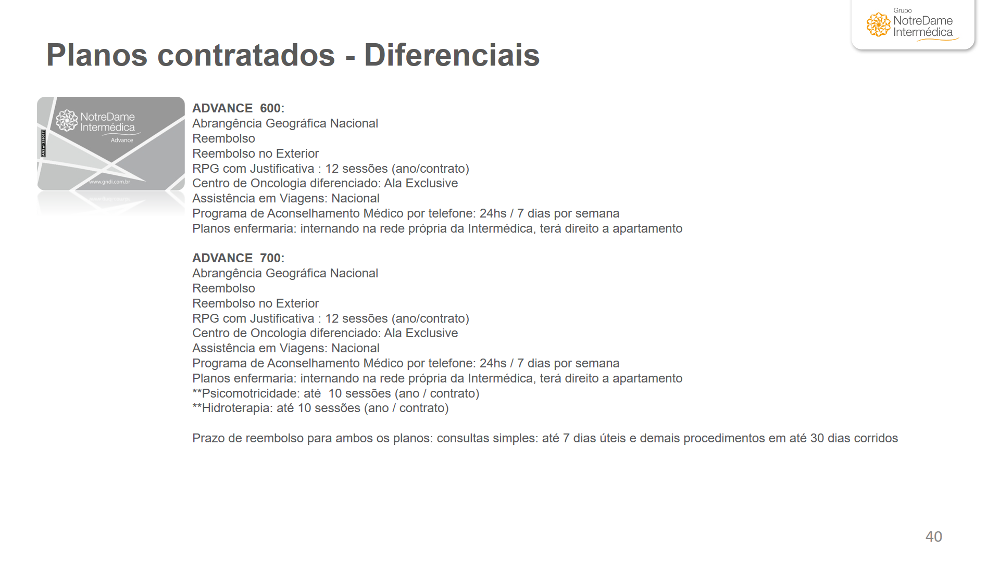 Grupo
NotreDame
Intermédica
Planos contratados - Diferenciais
NotreDame
Intermédica
Advance
ANS nº 359017
www.gndi.com.br
ADVANCE  600:
Abrangência Geográfica Nacional
Reembolso
Reembolso no Exterior
RPG com Justificativa : 12 sessões (ano/contrato)
Centro de Oncologia diferenciado: Ala Exclusive
Assistência em Viagens: Nacional
Programa de Aconselhamento Médico por telefone: 24hs / 7 dias por semana
Planos enfermaria: internando na rede própria da Intermédica, terá direito a apartamento
ADVANCE  700:
Abrangência Geográfica Nacional
Reembolso
Reembolso no Exterior
RPG com Justificativa : 12 sessões (ano/contrato)
Centro de Oncologia diferenciado: Ala Exclusive
Assistência em Viagens: Nacional
Programa de Aconselhamento Médico por telefone: 24hs / 7 dias por semana
Planos enfermaria: internando na rede própria da Intermédica, terá direito a apartamento
**Psicomotricidade: até  10 sessões (ano / contrato)
**Hidroterapia: até 10 sessões (ano / contrato)
Prazo de reembolso para ambos os planos: consultas simples: até 7 dias úteis e demais procedimentos em até 30 dias corridos
40